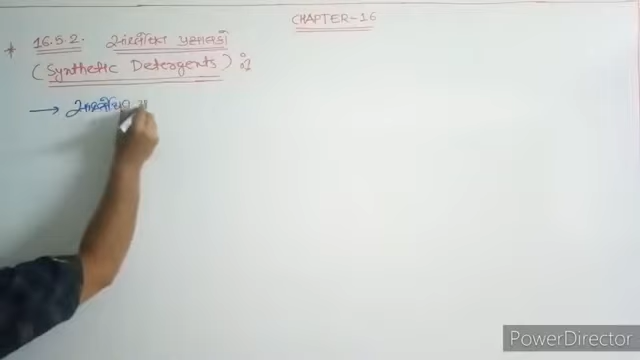 CHAPTER-16
* 16.5.2. સાંશ્લેષિત પ્રક્ષાલકો
(Synthetic Detergents) :
→
PowerDirector